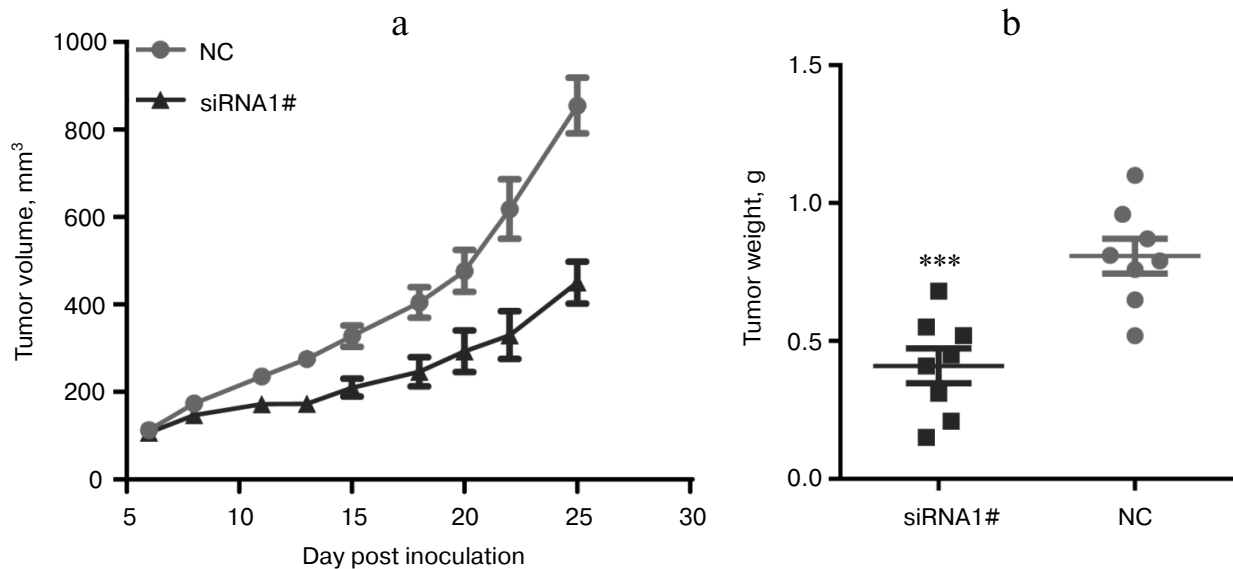 a
NC
siRNA1#
Tumor volume, mm³
1000
800
600
400
200
0
5
10
15
20
25
30
Day post inoculation
b
Tumor weight, g
1.5
1.0
0.5
0.0
***
siRNA1#
NC